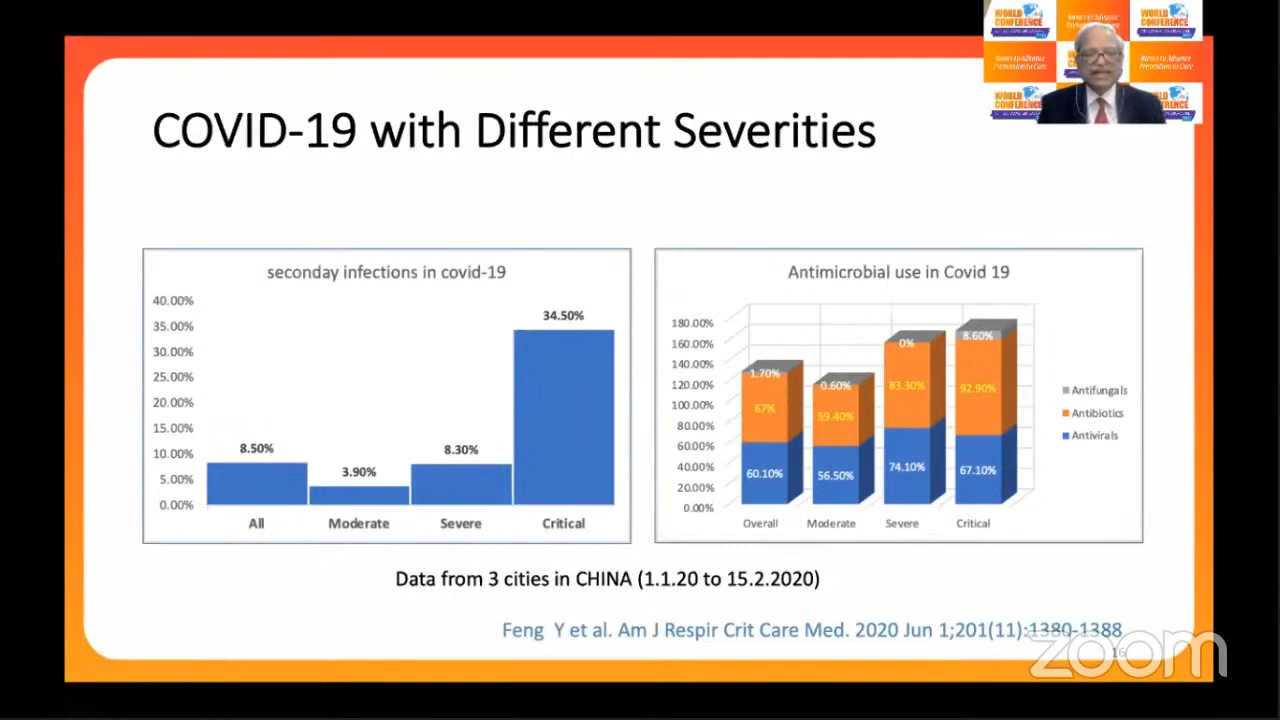 WORLD
CONFERENCE
WORLD
CONFERENCE
COVID-19 with Different Severities
seconday infections in covid-19
40.00%
35.00%
30.00%
25.00%
20.00%
15.00%
10.00%
5.00%
0.00%
8.50%
3.90%
8.30%
34.50%
All Moderate Severe Critical
Antimicrobial use in Covid 19
180.00%
160.00%
140.00%
120.00%
100.00%
80.00%
60.00%
40.00%
20.00%
0.00%
1.70% 0.60% 0% 8.60%
67% 59.40% 83.30% 92.90%
60.10% 56.50% 74.10% 67.10%
Overall Moderate Severe Critical
Antifungals
Antibiotics
Antivirals
Data from 3 cities in CHINA (1.1.20 to 15.2.2020)
Feng Y et al. Am J Respir Crit Care Med. 2020 Jun 1;201(11):1380-1388
16
zoom